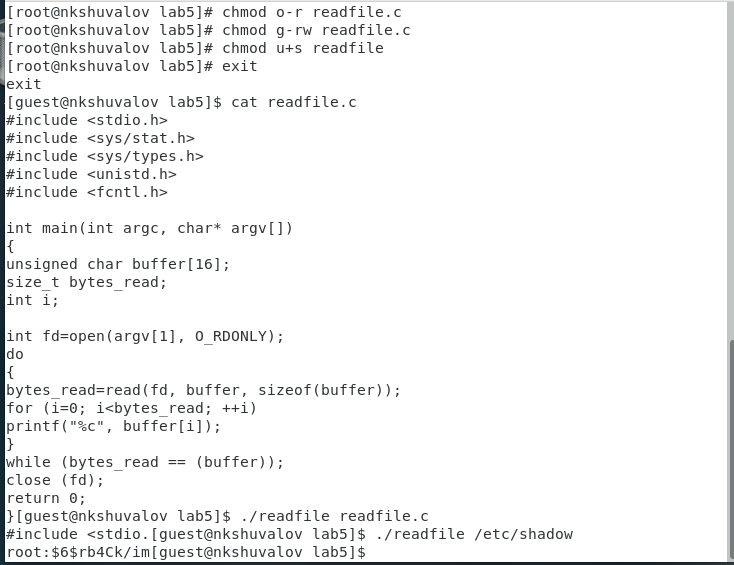 [root@nkshuvalov lab5]# chmod o-r readfile.c
[root@nkshuvalov lab5]# chmod g-rw readfile.c
[root@nkshuvalov lab5]# chmod u+s readfile
[root@nkshuvalov lab5]# exit
exit
[guest@nkshuvalov lab5]$ cat readfile.c
#include <stdio.h>
#include <sys/stat.h>
#include <sys/types.h>
#include <unistd.h>
#include <fcntl.h>

int main(int argc, char* argv[])
{
unsigned char buffer[16];
size_t bytes_read;
int i;

int fd=open(argv[1], O_RDONLY);
do
{
bytes_read=read(fd, buffer, sizeof(buffer));
for (i=0; i<bytes_read; ++i)
printf("%c", buffer[i]);
}
while (bytes_read == (buffer));
close (fd);
return 0;
}[guest@nkshuvalov lab5]$ ./readfile readfile.c
#include <stdio.[guest@nkshuvalov lab5]$ ./readfile /etc/shadow
root:$6$rb4Ck/im[guest@nkshuvalov lab5]$